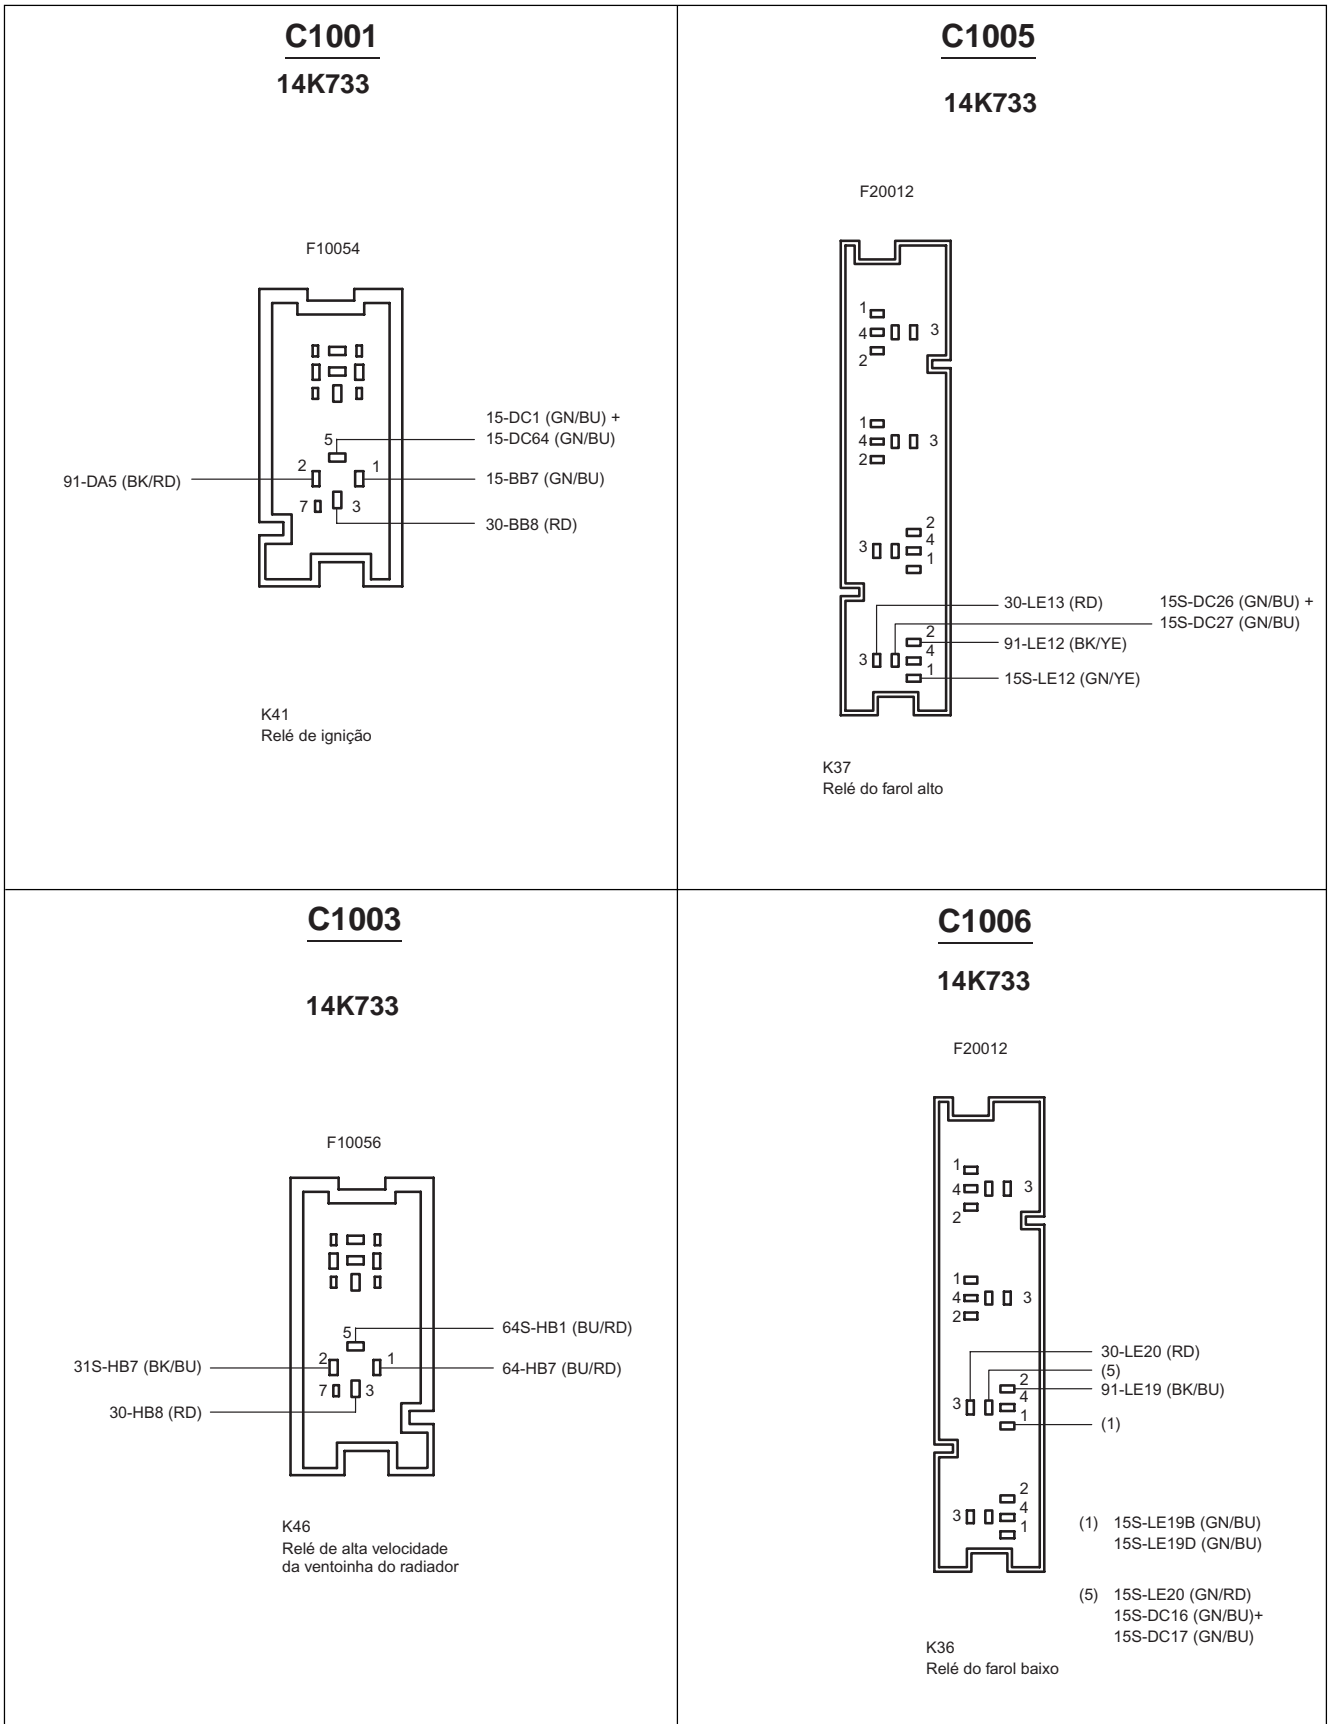 C1001
14K733
F10054
15-DC1 (GN/BU) +
15-DC64 (GN/BU)
5
2
1
91-DA5 (BK/RD)
15-BB7 (GN/BU)
7
3
30-BB8 (RD)
K41
Relé de ignição
C1005
14K733
F20012
1
4
3
2
1
4
3
2
2
4
3
1
30-LE13 (RD)
15S-DC26 (GN/BU) +
15S-DC27 (GN/BU)
2
91-LE12 (BK/YE)
4
3
1
15S-LE12 (GN/YE)
K37
Relé do farol alto
C1003
14K733
F10056
5
64S-HB1 (BU/RD)
31S-HB7 (BK/BU)
2
1
64-HB7 (BU/RD)
7
3
30-HB8 (RD)
K46
Relé de alta velocidade
da ventoinha do radiador
C1006
14K733
F20012
1
4
3
2
1
4
3
2
30-LE20 (RD)
(5)
2
91-LE19 (BK/BU)
4
3
1
(1)
2
4
3
1
(1) 15S-LE19B (GN/BU)
15S-LE19D (GN/BU)
(5) 15S-LE20 (GN/RD)
15S-DC16 (GN/BU)+
15S-DC17 (GN/BU)
K36
Relé do farol baixo